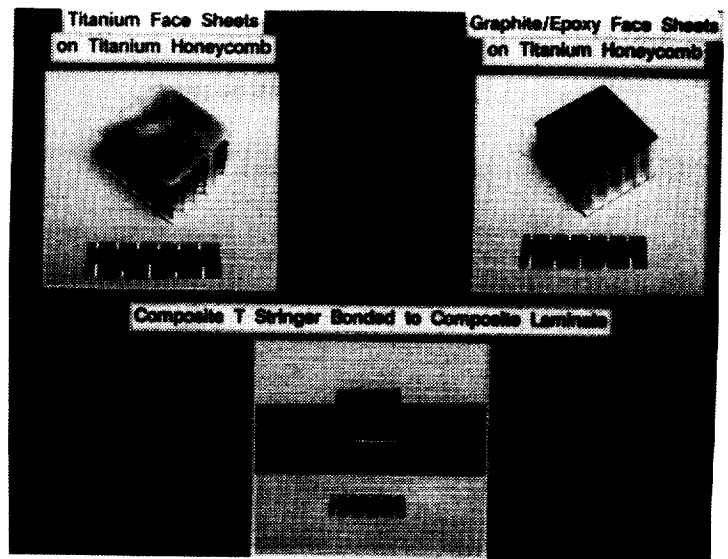 Titanium Face Sheets
on Titanium Honeycomb
Graphite/Epoxy Face Sheets
on Titanium Honeycomb
Composite T Stringer Bonded to Composite Laminate